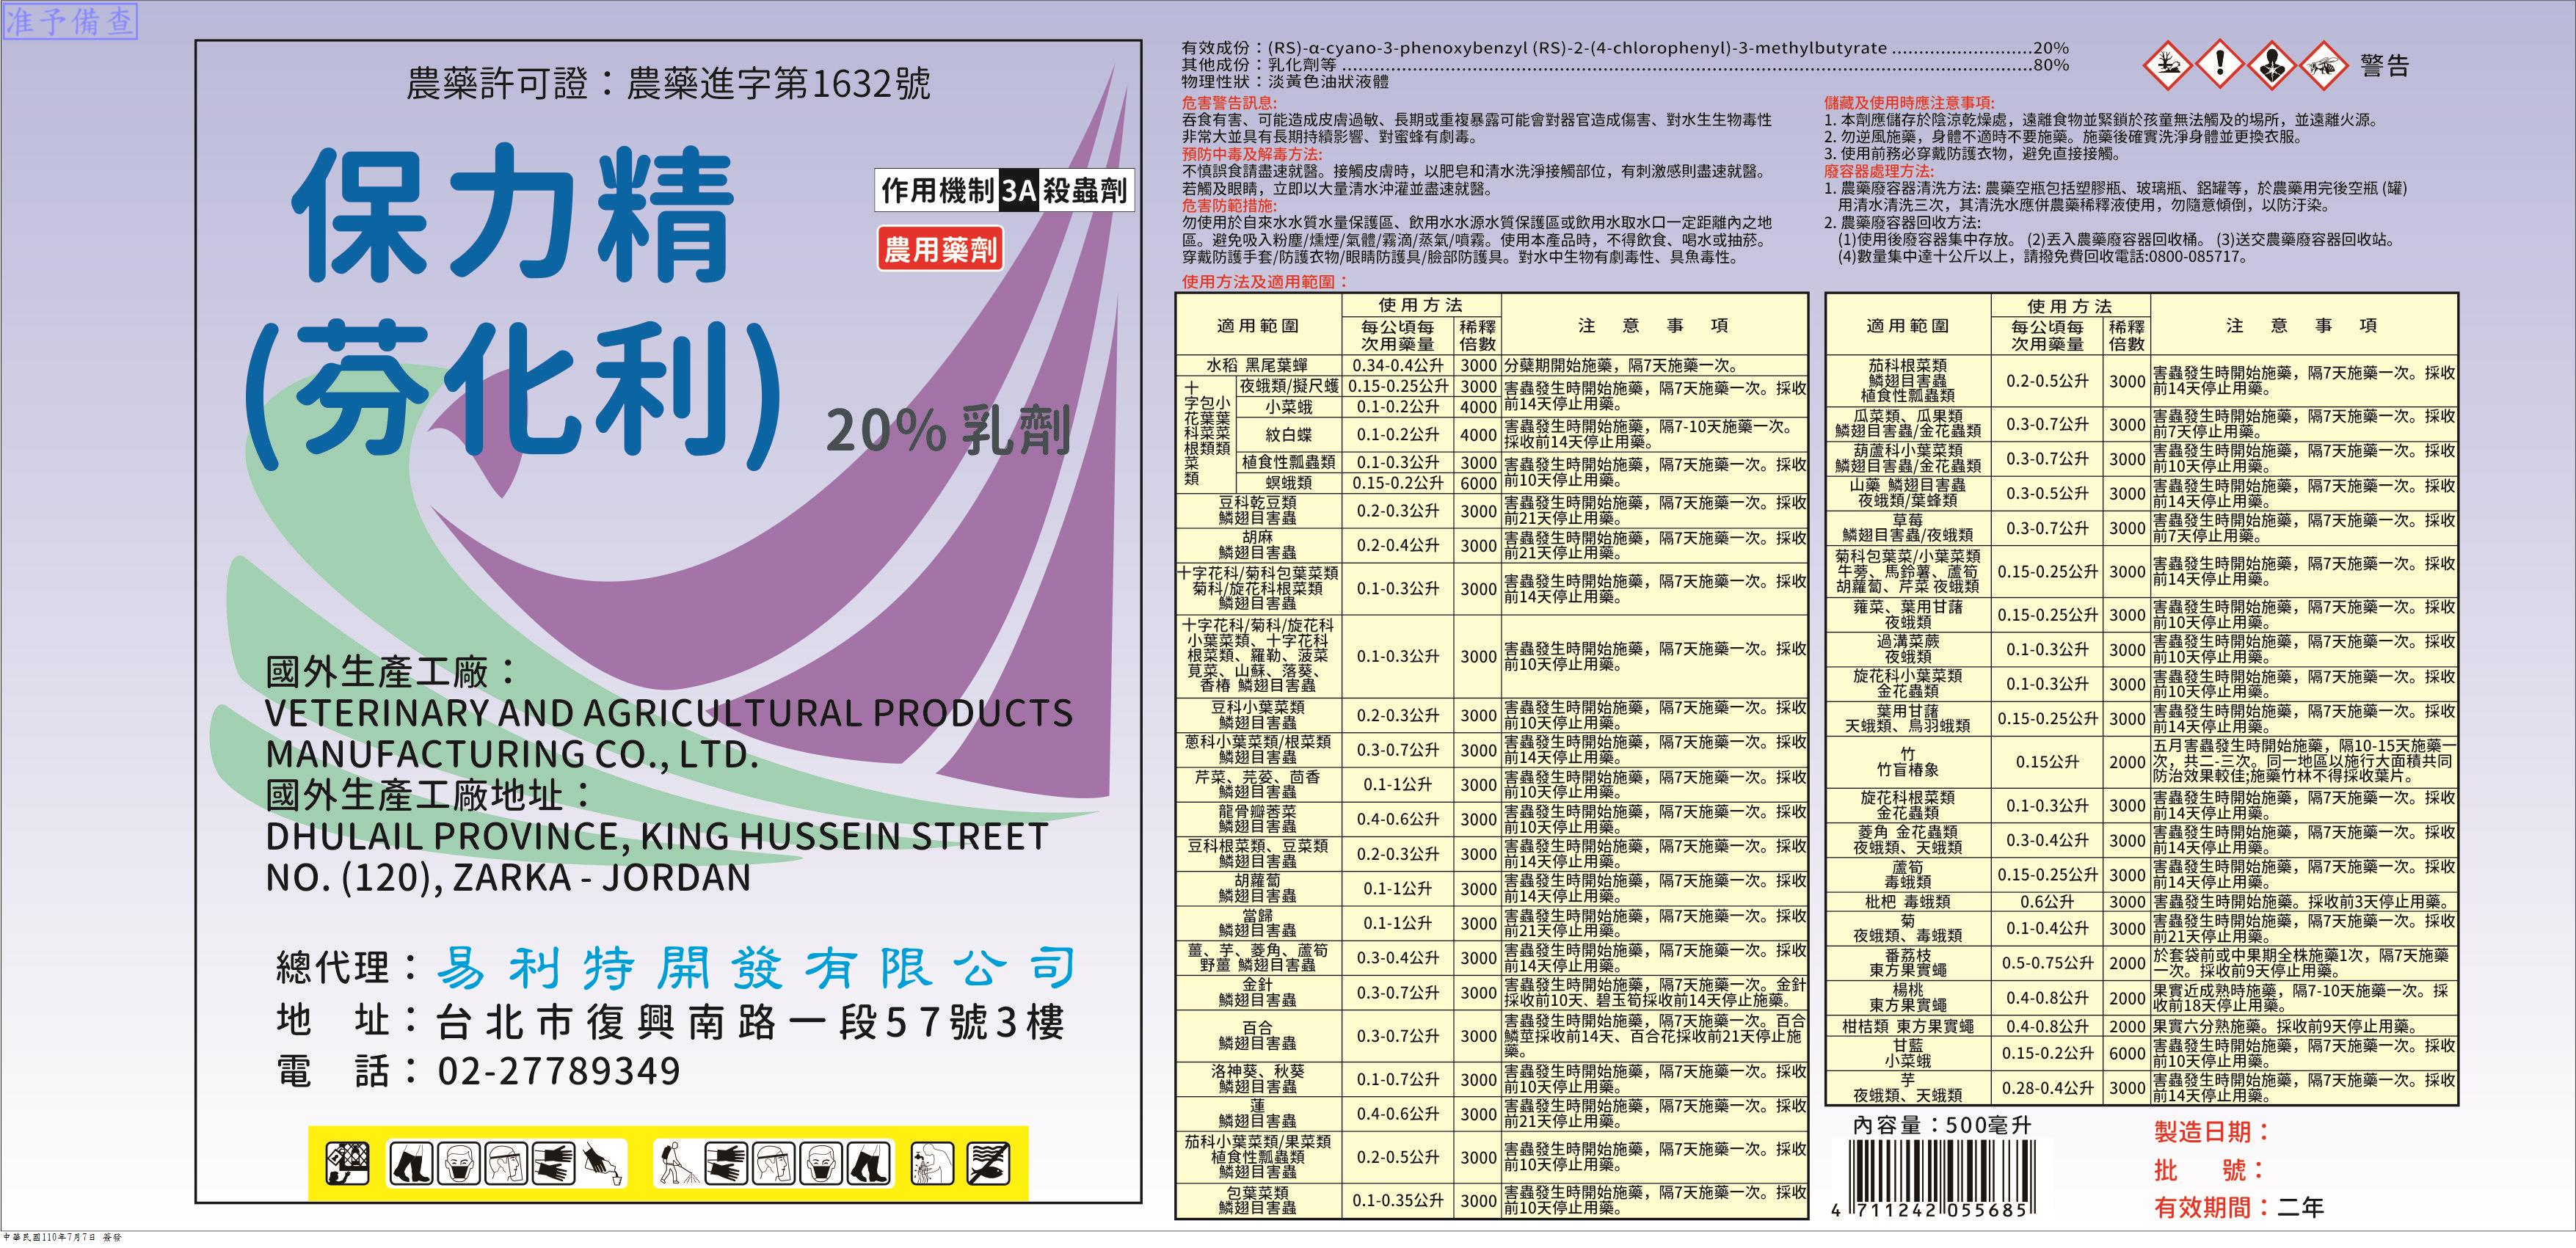 准予備查
農藥許可證：農藥進字第1632號
保力精
作用機制 3A 殺蟲劑
農用藥劑
(芬化利)
20% 乳劑
國外生產工廠：
VETERINARY AND AGRICULTURAL PRODUCTS
MANUFACTURING CO., LTD.
國外生產工廠地址：
DHULAIL PROVINCE, KING HUSSEIN STREET
NO. (120), ZARKA - JORDAN
總代理：易利特開發有限公司
地　址：台北市復興南路一段57號3樓
電　話：02-27789349
有效成份：(RS)-α-cyano-3-phenoxybenzyl (RS)-2-(4-chlorophenyl)-3-methylbutyrate ..........................20%
其他成份：乳化劑等 ..........................80%
物理性狀：淡黃色油狀液體
警告
危害警告訊息:
吞食有害、可能造成皮膚過敏、長期或重複暴露可能會對器官造成傷害、對水生生物毒性
非常大並具有長期持續影響、對蜜蜂有劇毒。
預防中毒及解毒方法:
不慎誤食請盡速就醫。接觸皮膚時，以肥皂和清水洗淨接觸部位，有刺激感則盡速就醫。
若觸及眼睛，立即以大量清水沖灌並盡速就醫。
危害防範措施:
勿使用於自來水水質水量保護區、飲用水水源水質保護區或飲用水取水口一定距離內之地
區。避免吸入粉塵/燻煙/氣體/霧滴/蒸氣/噴霧。使用本產品時，不得飲食、喝水或抽菸。
穿戴防護手套/防護衣物/眼睛防護具/臉部防護具。對水中生物有劇毒性、具魚毒性。
儲藏及使用時應注意事項:
1. 本劑應儲存於陰涼乾燥處，遠離食物並緊鎖於孩童無法觸及的場所，並遠離火源。
2. 勿逆風施藥，身體不適時不要施藥。施藥後確實洗淨身體並更換衣服。
3. 使用前務必穿戴防護衣物，避免直接接觸。
廢容器處理方法:
1. 農藥廢容器清洗方法: 農藥空瓶包括塑膠瓶、玻璃瓶、鋁罐等，於農藥用完後空瓶 (罐)
用清水清洗三次，其清洗水應併農藥稀釋液使用，勿隨意傾倒，以防汙染。
2. 農藥廢容器回收方法:
(1)使用後廢容器集中存放。 (2)丟入農藥廢容器回收桶。 (3)送交農藥廢容器回收站。
(4)數量集中達十公斤以上，請撥免費回收電話:0800-085717。
使用方法及適用範圍：
適用範圍 使用方法 注意事項
每公頃每次用藥量 稀釋倍數
水稻 黑尾葉蟬 0.34-0.4公升 3000 分蘗期開始施藥，隔7天施藥一次。
十字花科根菜類 包葉菜類 小葉菜類
夜蛾類/擬尺蠖 0.15-0.25公升 3000 害蟲發生時開始施藥，隔7天施藥一次。採收前14天停止用藥。
小菜蛾 0.1-0.2公升 4000
紋白蝶 0.1-0.2公升 4000 害蟲發生時開始施藥，隔7-10天施藥一次。採收前14天停止用藥。
植食性瓢蟲類 0.1-0.3公升 3000 害蟲發生時開始施藥，隔7天施藥一次。採收前10天停止用藥。
螟蛾類 0.15-0.2公升 6000
豆科乾豆類 鱗翅目害蟲 0.2-0.3公升 3000 害蟲發生時開始施藥，隔7天施藥一次。採收前21天停止用藥。
胡麻 鱗翅目害蟲 0.2-0.4公升 3000 害蟲發生時開始施藥，隔7天施藥一次。採收前21天停止用藥。
十字花科/菊科包葉菜類 菊科/旋花科根菜類 鱗翅目害蟲 0.1-0.3公升 3000 害蟲發生時開始施藥，隔7天施藥一次。採收前14天停止用藥。
十字花科/菊科/旋花科小葉菜類、十字花科根菜類、羅勒、菠菜 莧菜、山蘇、落葵、香椿 鱗翅目害蟲 0.1-0.3公升 3000 害蟲發生時開始施藥，隔7天施藥一次。採收前10天停止用藥。
豆科小葉菜類 鱗翅目害蟲 0.2-0.3公升 3000 害蟲發生時開始施藥，隔7天施藥一次。採收前10天停止用藥。
蔥科小葉菜類/根菜類 鱗翅目害蟲 0.3-0.7公升 3000 害蟲發生時開始施藥，隔7天施藥一次。採收前14天停止用藥。
芹菜、芫荽、茴香 鱗翅目害蟲 0.1-1公升 3000 害蟲發生時開始施藥，隔7天施藥一次。採收前10天停止用藥。
龍骨瓣莕菜 鱗翅目害蟲 0.4-0.6公升 3000 害蟲發生時開始施藥，隔7天施藥一次。採收前10天停止用藥。
豆科根菜類、豆菜類 鱗翅目害蟲 0.2-0.3公升 3000 害蟲發生時開始施藥，隔7天施藥一次。採收前14天停止用藥。
胡蘿蔔 鱗翅目害蟲 0.1-1公升 3000 害蟲發生時開始施藥，隔7天施藥一次。採收前14天停止用藥。
當歸 鱗翅目害蟲 0.1-1公升 3000 害蟲發生時開始施藥，隔7天施藥一次。採收前21天停止用藥。
薑、芋、菱角、蘆筍 野薑 鱗翅目害蟲 0.3-0.4公升 3000 害蟲發生時開始施藥，隔7天施藥一次。採收前14天停止用藥。
金針 鱗翅目害蟲 0.3-0.7公升 3000 害蟲發生時開始施藥，隔7天施藥一次。金針採收前10天、碧玉筍採收前14天停止施藥。
百合 鱗翅目害蟲 0.3-0.7公升 3000 害蟲發生時開始施藥，隔7天施藥一次。百合鱗莖採收前14天、百合花採收前21天停止施藥。
洛神葵、秋葵 鱗翅目害蟲 0.1-0.7公升 3000 害蟲發生時開始施藥，隔7天施藥一次。採收前10天停止用藥。
蓮 鱗翅目害蟲 0.4-0.6公升 3000 害蟲發生時開始施藥，隔7天施藥一次。採收前21天停止用藥。
茄科小葉菜類/果菜類 植食性瓢蟲類 鱗翅目害蟲 0.2-0.5公升 3000 害蟲發生時開始施藥，隔7天施藥一次。採收前10天停止用藥。
包葉菜類 鱗翅目害蟲 0.1-0.35公升 3000 害蟲發生時開始施藥，隔7天施藥一次。採收前10天停止用藥。
適用範圍 使用方法 注意事項
每公頃每次用藥量 稀釋倍數
茄科根菜類 鱗翅目害蟲 植食性瓢蟲類 0.2-0.5公升 3000 害蟲發生時開始施藥，隔7天施藥一次。採收前14天停止用藥。
瓜菜類、瓜果類 鱗翅目害蟲/金花蟲類 0.3-0.7公升 3000 害蟲發生時開始施藥，隔7天施藥一次。採收前7天停止用藥。
葫蘆科小葉菜類 鱗翅目害蟲/金花蟲類 0.3-0.7公升 3000 害蟲發生時開始施藥，隔7天施藥一次。採收前10天停止用藥。
山藥 鱗翅目害蟲 夜蛾類/葉蜂類 0.3-0.5公升 3000 害蟲發生時開始施藥，隔7天施藥一次。採收前14天停止用藥。
草莓 鱗翅目害蟲/夜蛾類 0.3-0.7公升 3000 害蟲發生時開始施藥，隔7天施藥一次。採收前7天停止用藥。
菊科包葉菜/小葉菜類 牛蒡、馬鈴薯、蘆筍 胡蘿蔔、芹菜 夜蛾類 0.15-0.25公升 3000 害蟲發生時開始施藥，隔7天施藥一次。採收前14天停止用藥。
蕹菜、葉用甘藷 夜蛾類 0.15-0.25公升 3000 害蟲發生時開始施藥，隔7天施藥一次。採收前10天停止用藥。
過溝菜蕨 夜蛾類 0.1-0.3公升 3000 害蟲發生時開始施藥，隔7天施藥一次。採收前10天停止用藥。
旋花科小葉菜類 金花蟲類 0.1-0.3公升 3000 害蟲發生時開始施藥，隔7天施藥一次。採收前10天停止用藥。
葉用甘藷 天蛾類、鳥羽蛾類 0.15-0.25公升 3000 害蟲發生時開始施藥，隔7天施藥一次。採收前14天停止用藥。
竹 竹盲椿象 0.15公升 2000 五月害蟲發生時開始施藥，隔10-15天施藥一次，共二-三次。同一地區以施行大面積共同防治效果較佳;施藥竹林不得採收葉片。
旋花科根菜類 金花蟲類 0.1-0.3公升 3000 害蟲發生時開始施藥，隔7天施藥一次。採收前14天停止用藥。
菱角 金花蟲類 夜蛾類、天蛾類 0.3-0.4公升 3000 害蟲發生時開始施藥，隔7天施藥一次。採收前14天停止用藥。
蘆筍 毒蛾類 0.15-0.25公升 3000 害蟲發生時開始施藥，隔7天施藥一次。採收前14天停止用藥。
枇杷 毒蛾類 0.6公升 3000 害蟲發生時開始施藥。採收前3天停止用藥。
菊 夜蛾類、毒蛾類 0.1-0.4公升 3000 害蟲發生時開始施藥，隔7天施藥一次。採收前21天停止用藥。
番荔枝 東方果實蠅 0.5-0.75公升 2000 於套袋前或中果期全株施藥1次，隔7天施藥一次。採收前9天停止用藥。
楊桃 東方果實蠅 0.4-0.8公升 2000 果實近成熟時施藥，隔7-10天施藥一次。採收前18天停止用藥。
柑桔類 東方果實蠅 0.4-0.8公升 2000 果實六分熟施藥。採收前9天停止用藥。
甘藍 小菜蛾 0.15-0.2公升 6000 害蟲發生時開始施藥，隔7天施藥一次。採收前10天停止用藥。
芋 夜蛾類、天蛾類 0.28-0.4公升 3000 害蟲發生時開始施藥，隔7天施藥一次。採收前14天停止用藥。
內容量：500毫升
4 711242 055685
製造日期：
批　號：
有效期間：二年
中華民國110年7月7日 簽發